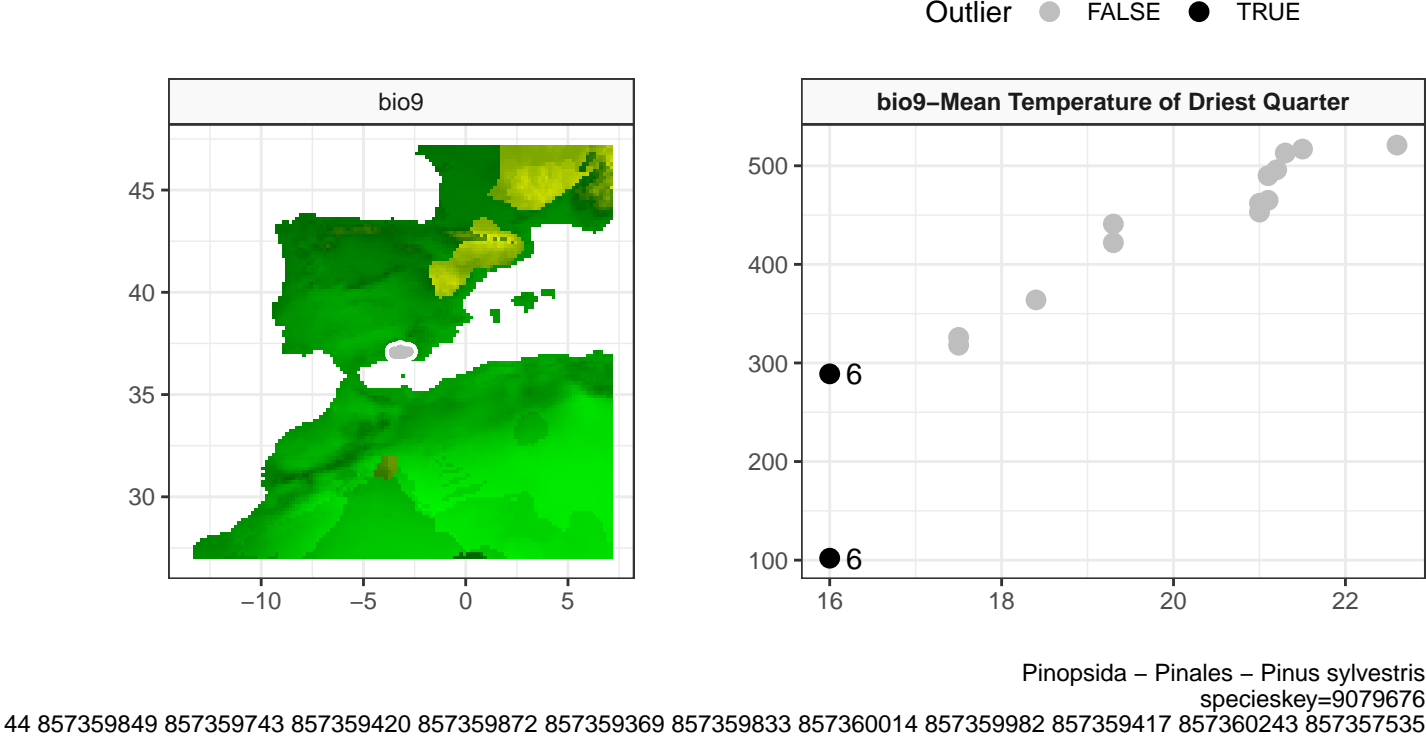 Outlier FALSE TRUE
bio9
bio9−Mean Temperature of Driest Quarter
45
40
35
30
−10 −5 0 5
500
400
300
200
100
6
6
16 18 20 22
Pinopsida − Pinales − Pinus sylvestris
specieskey=9079676
44 857359849 857359743 857359420 857359872 857359369 857359833 857360014 857359982 857359417 857360243 857357535